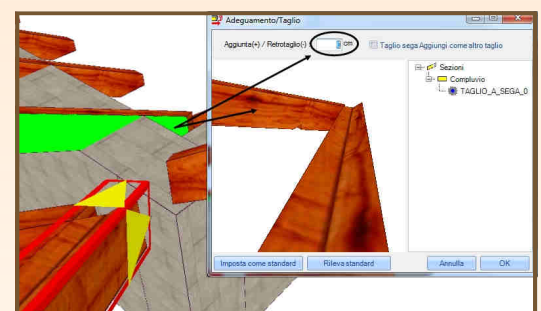 Adeguamento/Taglio
Aggiunta(+) / Retrotaglio(-) cm Taglio sega Aggiungi come altro taglio
Sezioni
Compluvio
TAGLIO_A_SEGA_0
Imposta come standard Rileva standard Annulla OK